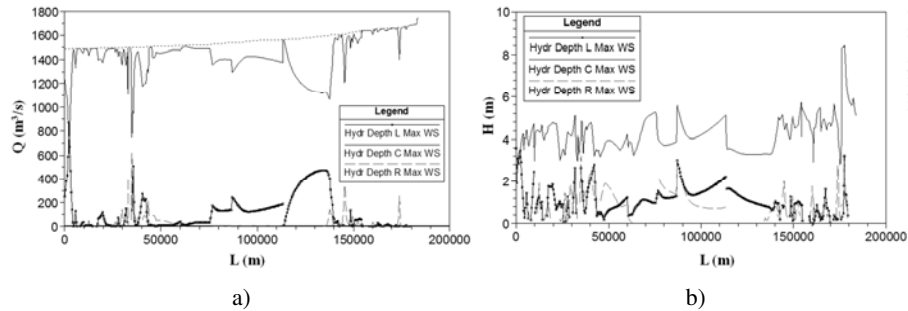 1800
1600
1400
1200
1000
800
600
400
200
0
Q (m³/s)
Legend
Hydr Depth L Max WS
Hydr Depth C Max WS
Hydr Depth R Max WS
0 50000 100000 150000 200000
L (m)
a)
10
8
6
4
2
0
H (m)
Legend
Hydr Depth L Max WS
Hydr Depth C Max WS
Hydr Depth R Max WS
0 50000 100000 150000 200000
L (m)
b)